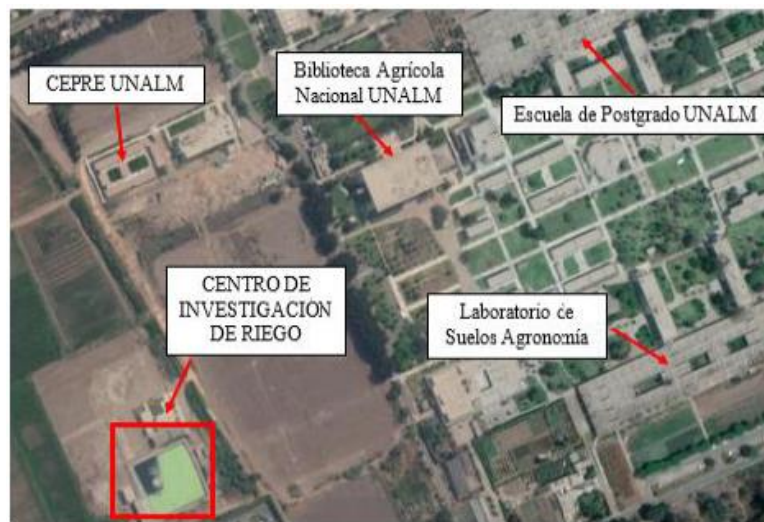 CEPRE UNALM
Biblioteca Agrícola
Nacional UNALM
Escuela de Postgrado UNALM
CENTRO DE
INVESTIGACIÓN
DE RIEGO
Laboratorio de
Suelos Agronomía